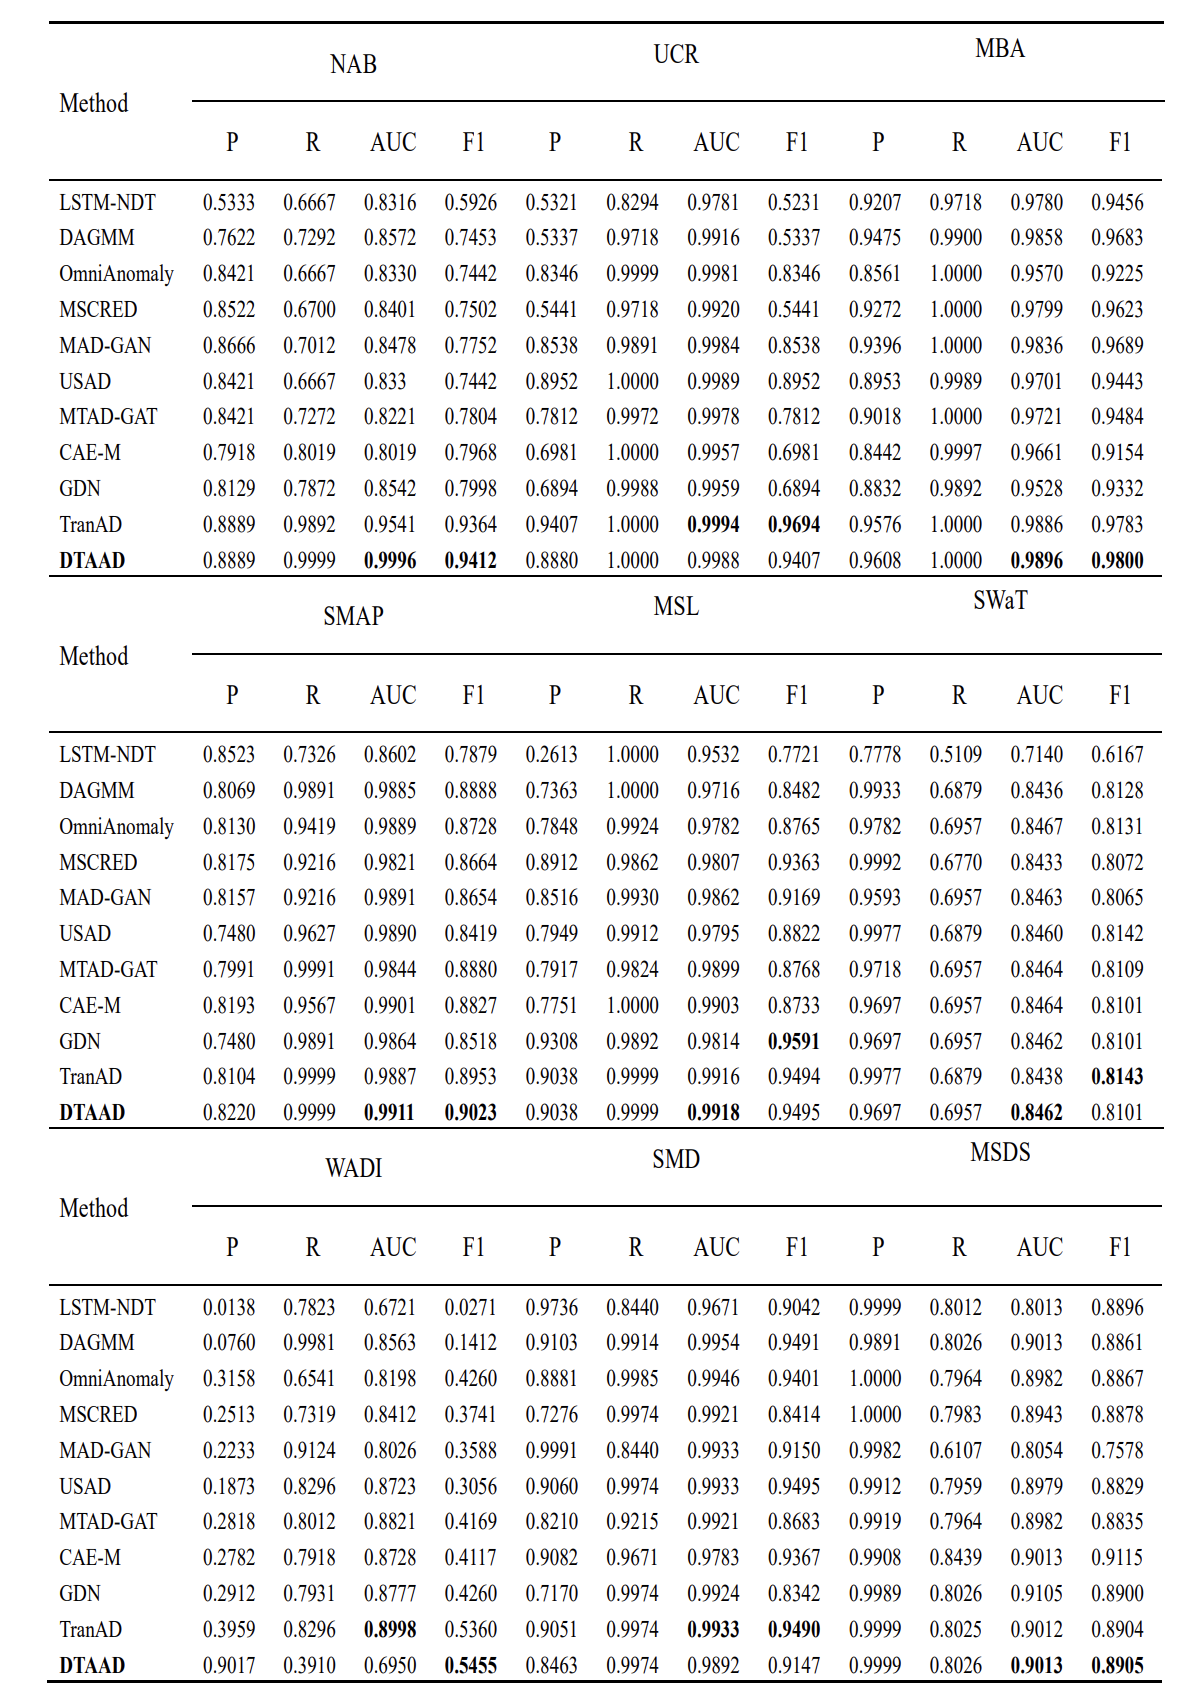 NAB UCR MBA
Method
P R AUC F1 P R AUC F1 P R AUC F1
LSTM-NDT 0.5333 0.6667 0.8316 0.5926 0.5321 0.8294 0.9781 0.5231 0.9207 0.9718 0.9780 0.9456
DAGMM 0.7622 0.7292 0.8572 0.7453 0.5337 0.9718 0.9916 0.5337 0.9475 0.9900 0.9858 0.9683
OmniAnomaly 0.8421 0.6667 0.8330 0.7442 0.8346 0.9999 0.9981 0.8346 0.8561 1.0000 0.9570 0.9225
MSCRED 0.8522 0.6700 0.8401 0.7502 0.5441 0.9718 0.9920 0.5441 0.9272 1.0000 0.9799 0.9623
MAD-GAN 0.8666 0.7012 0.8478 0.7752 0.8538 0.9891 0.9984 0.8538 0.9396 1.0000 0.9836 0.9689
USAD 0.8421 0.6667 0.833 0.7442 0.8952 1.0000 0.9989 0.8952 0.8953 0.9989 0.9701 0.9443
MTAD-GAT 0.8421 0.7272 0.8221 0.7804 0.7812 0.9972 0.9978 0.7812 0.9018 1.0000 0.9721 0.9484
CAE-M 0.7918 0.8019 0.8019 0.7968 0.6981 1.0000 0.9957 0.6981 0.8442 0.9997 0.9661 0.9154
GDN 0.8129 0.7872 0.8542 0.7998 0.6894 0.9988 0.9959 0.6894 0.8832 0.9892 0.9528 0.9332
TranAD 0.8889 0.9892 0.9541 0.9364 0.9407 1.0000 0.9994 0.9694 0.9576 1.0000 0.9886 0.9783
DTAAD 0.8889 0.9999 0.9996 0.9412 0.8880 1.0000 0.9988 0.9407 0.9608 1.0000 0.9896 0.9800
SMAP MSL SWaT
Method
P R AUC F1 P R AUC F1 P R AUC F1
LSTM-NDT 0.8523 0.7326 0.8602 0.7879 0.2613 1.0000 0.9532 0.7721 0.7778 0.5109 0.7140 0.6167
DAGMM 0.8069 0.9891 0.9885 0.8888 0.7363 1.0000 0.9716 0.8482 0.9933 0.6879 0.8436 0.8128
OmniAnomaly 0.8130 0.9419 0.9889 0.8728 0.7848 0.9924 0.9782 0.8765 0.9782 0.6957 0.8467 0.8131
MSCRED 0.8175 0.9216 0.9821 0.8664 0.8912 0.9862 0.9807 0.9363 0.9992 0.6770 0.8433 0.8072
MAD-GAN 0.8157 0.9216 0.9891 0.8654 0.8516 0.9930 0.9862 0.9169 0.9593 0.6957 0.8463 0.8065
USAD 0.7480 0.9627 0.9890 0.8419 0.7949 0.9912 0.9795 0.8822 0.9977 0.6879 0.8460 0.8142
MTAD-GAT 0.7991 0.9991 0.9844 0.8880 0.7917 0.9824 0.9899 0.8768 0.9718 0.6957 0.8464 0.8109
CAE-M 0.8193 0.9567 0.9901 0.8827 0.7751 1.0000 0.9903 0.8733 0.9697 0.6957 0.8464 0.8101
GDN 0.7480 0.9891 0.9864 0.8518 0.9308 0.9892 0.9814 0.9591 0.9697 0.6957 0.8462 0.8101
TranAD 0.8104 0.9999 0.9887 0.8953 0.9038 0.9999 0.9916 0.9494 0.9977 0.6879 0.8438 0.8143
DTAAD 0.8220 0.9999 0.9911 0.9023 0.9038 0.9999 0.9918 0.9495 0.9697 0.6957 0.8462 0.8101
WADI SMD MSDS
Method
P R AUC F1 P R AUC F1 P R AUC F1
LSTM-NDT 0.0138 0.7823 0.6721 0.0271 0.9736 0.8440 0.9671 0.9042 0.9999 0.8012 0.8013 0.8896
DAGMM 0.0760 0.9981 0.8563 0.1412 0.9103 0.9914 0.9954 0.9491 0.9891 0.8026 0.9013 0.8861
OmniAnomaly 0.3158 0.6541 0.8198 0.4260 0.8881 0.9985 0.9946 0.9401 1.0000 0.7964 0.8982 0.8867
MSCRED 0.2513 0.7319 0.8412 0.3741 0.7276 0.9974 0.9921 0.8414 1.0000 0.7983 0.8943 0.8878
MAD-GAN 0.2233 0.9124 0.8026 0.3588 0.9991 0.8440 0.9933 0.9150 0.9982 0.6107 0.8054 0.7578
USAD 0.1873 0.8296 0.8723 0.3056 0.9060 0.9974 0.9933 0.9495 0.9912 0.7959 0.8979 0.8829
MTAD-GAT 0.2818 0.8012 0.8821 0.4169 0.8210 0.9215 0.9921 0.8683 0.9919 0.7964 0.8982 0.8835
CAE-M 0.2782 0.7918 0.8728 0.4117 0.9082 0.9671 0.9783 0.9367 0.9908 0.8439 0.9013 0.9115
GDN 0.2912 0.7931 0.8777 0.4260 0.7170 0.9974 0.9924 0.8342 0.9989 0.8026 0.9105 0.8900
TranAD 0.3959 0.8296 0.8998 0.5360 0.9051 0.9974 0.9933 0.9490 0.9999 0.8025 0.9012 0.8904
DTAAD 0.9017 0.3910 0.6950 0.5455 0.8463 0.9974 0.9892 0.9147 0.9999 0.8026 0.9013 0.8905